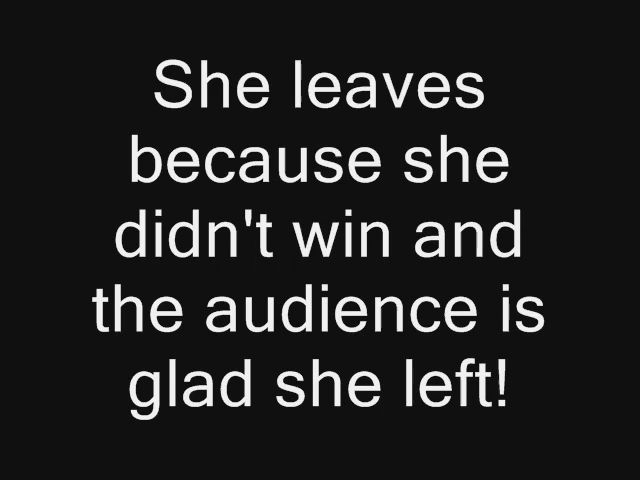 She leaves
because she
didn't win and
the audience is
glad she left!